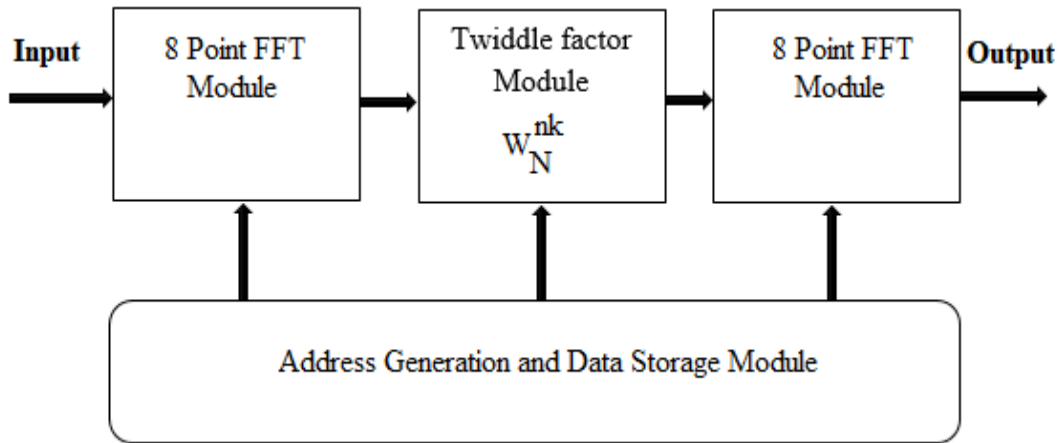 Input
8 Point FFT
Module
Twiddle factor
Module
W_N^nk
8 Point FFT
Module
Output
Address Generation and Data Storage Module